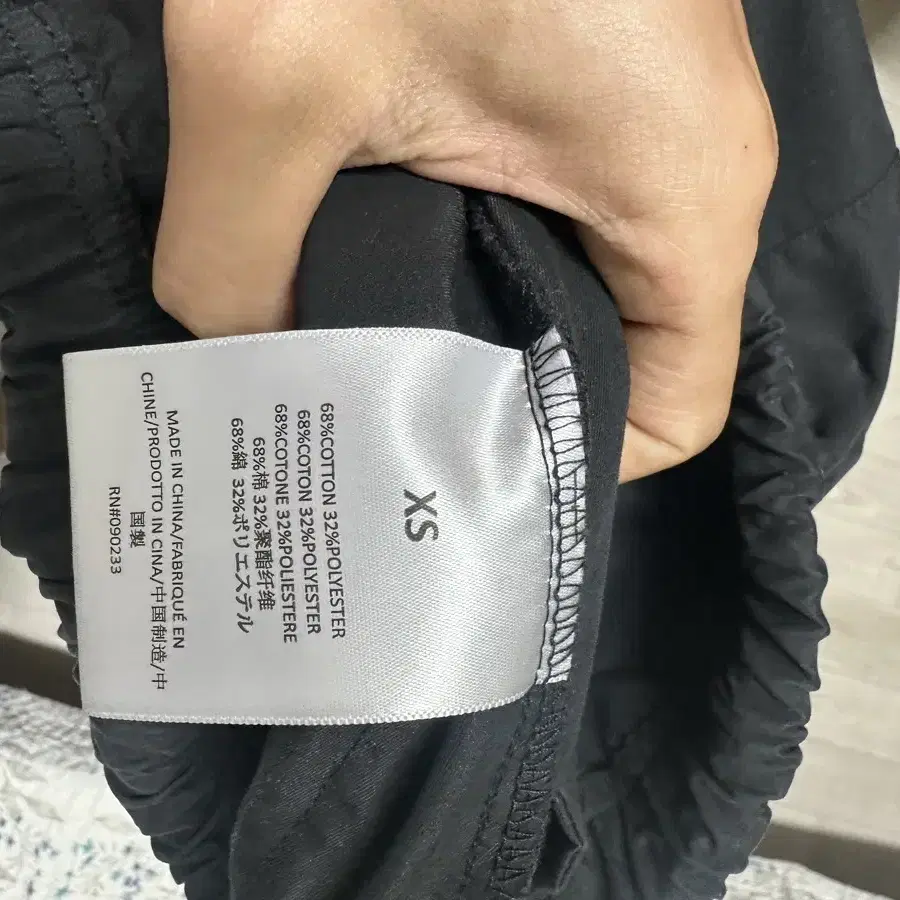 XS
68%COTTON 32%POLYESTER
68%COTON 32%POLYESTER
68%COTONE 32%POLIESTERE
68%棉 32%聚酯纤维
68%綿 32%ポリエステル
MADE IN CHINA/FABRIQUÉ EN
CHINE/PRODOTTO IN CINA/中国制造/中
国製
RN#090233